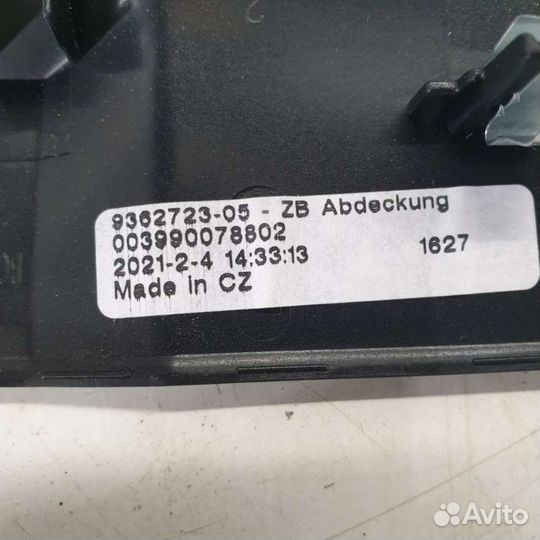 9362723-05 - ZB Abdeckung
003990078802
2021-2-4 14:33:13 1627
Made in CZ
Avito